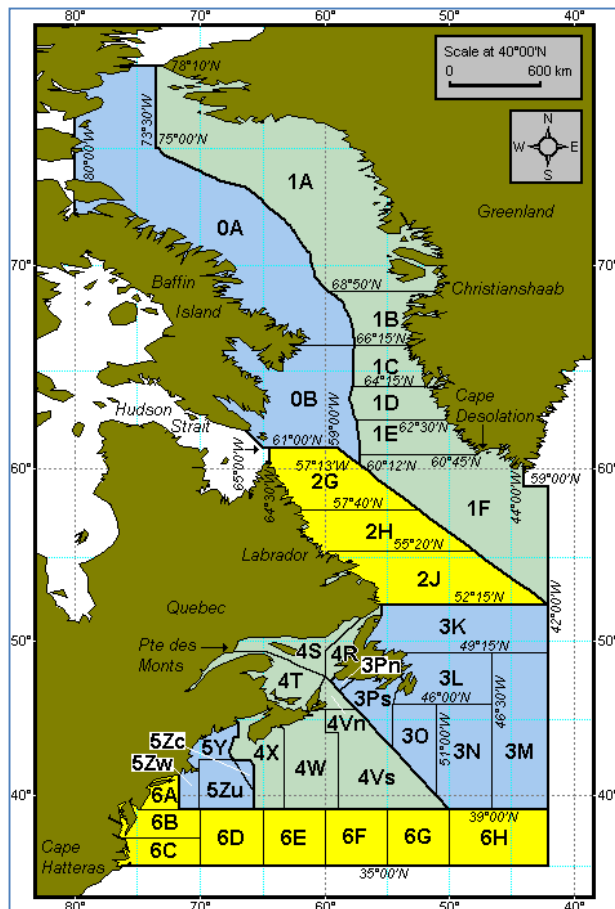 80° 70° 60° 50° 40°
78°10'N
Scale at 40°00'N
0 600 km
N
W E
S
80°00'W
73°30'W
75°00'N
1A
Greenland
0A
70° 70°
Baffin
Island
68°50'N
Christianshaab
1B
66°15'N
1C
64°15'N
Cape
Desolation
1D
62°30'N
0B
59°00'W
1E
Hudson
Strait
61°00'N
60°12'N
60°45'N
65°00'W
57°13'W
60° 60°
59°00'N
44°00'W
64°30'W
2G
57°40'N
1F
2H
55°20'N
Labrador
2J
52°15'N
42°00'W
Quebec
3K
50° 50°
Pte des
Monts
4S
4R
49°15'N
3Pn
4T
3L
3Ps
46°00'N
46°30'W
4Vn
5Zc
5Y
3O
51°00'W
3N
3M
5Zw
4X
4W
4Vs
5Zu
40° 40°
6A
39°00'N
6B
6C
6D
6E
6F
6G
6H
Cape
Hatteras
35°00'N
80° 70° 60° 50° 40°